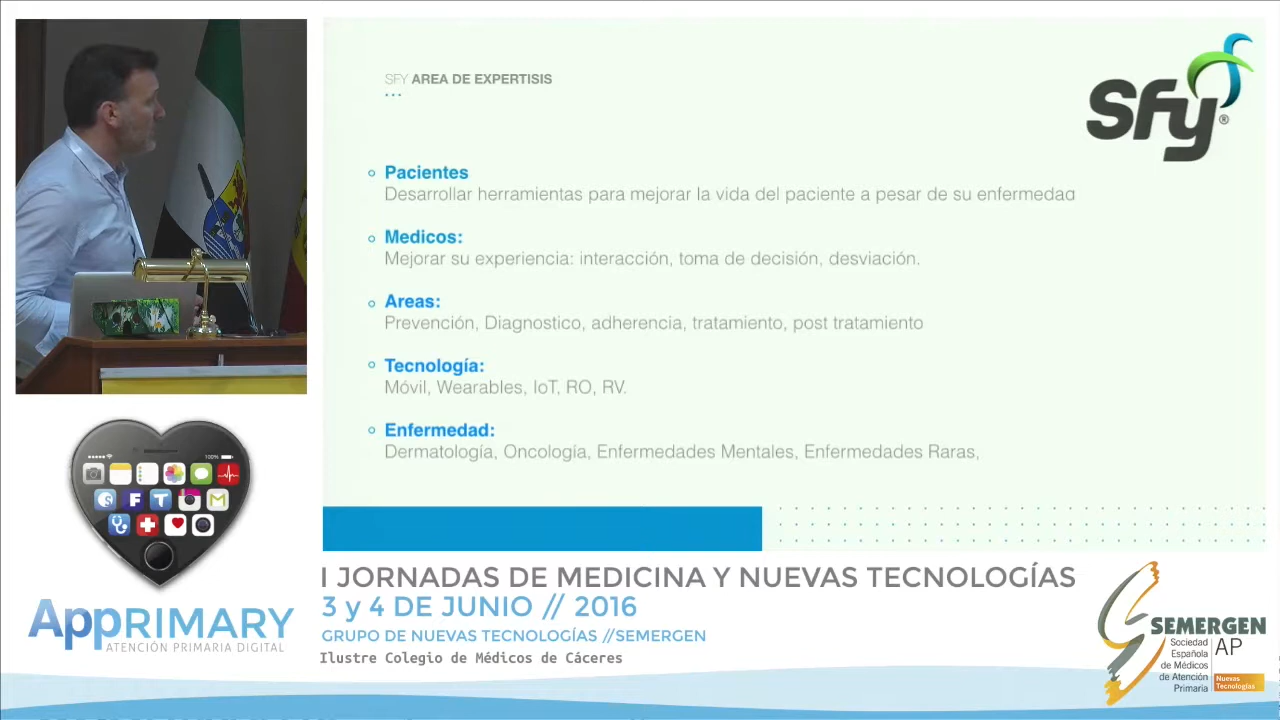 SFY AREA DE EXPERTISIS
sfy®
Pacientes
Desarrollar herramientas para mejorar la vida del paciente a pesar de su enfermedad
Medicos:
Mejorar su experiencia: interacción, toma de decisión, desviación.
Areas:
Prevención, Diagnostico, adherencia, tratamiento, post tratamiento
Tecnología:
Móvil, Wearables, IoT, RO, RV.
Enfermedad:
Dermatología, Oncología, Enfermedades Mentales, Enfermedades Raras,
100%
F
T
M
AppRIMARY
ATENCIÓN PRIMARIA DIGITAL
I JORNADAS DE MEDICINA Y NUEVAS TECNOLOGÍAS
3 y 4 DE JUNIO // 2016
GRUPO DE NUEVAS TECNOLOGÍAS //SEMERGEN
Ilustre Colegio de Médicos de Cáceres
SEMERGEN
Sociedad
Española
de Médicos
de Atención
Primaria
AP
Nuevas
Tecnologías